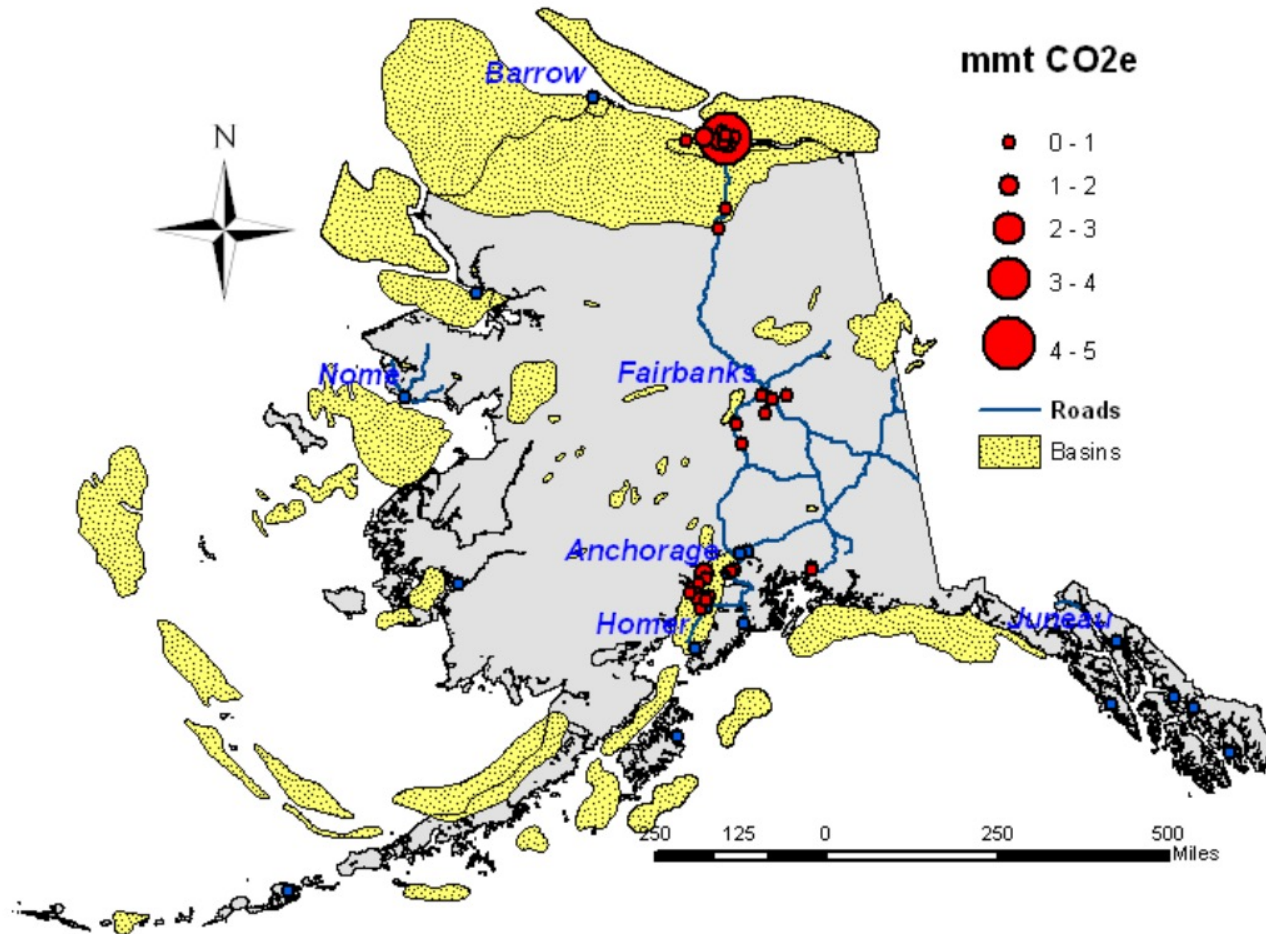 mmt CO2e
Barrow
N
0 - 1
1 - 2
2 - 3
3 - 4
4 - 5
Nome
Fairbanks
Roads
Basins
Anchorage
Homer
Juneau
250 125 0 250 500
Miles